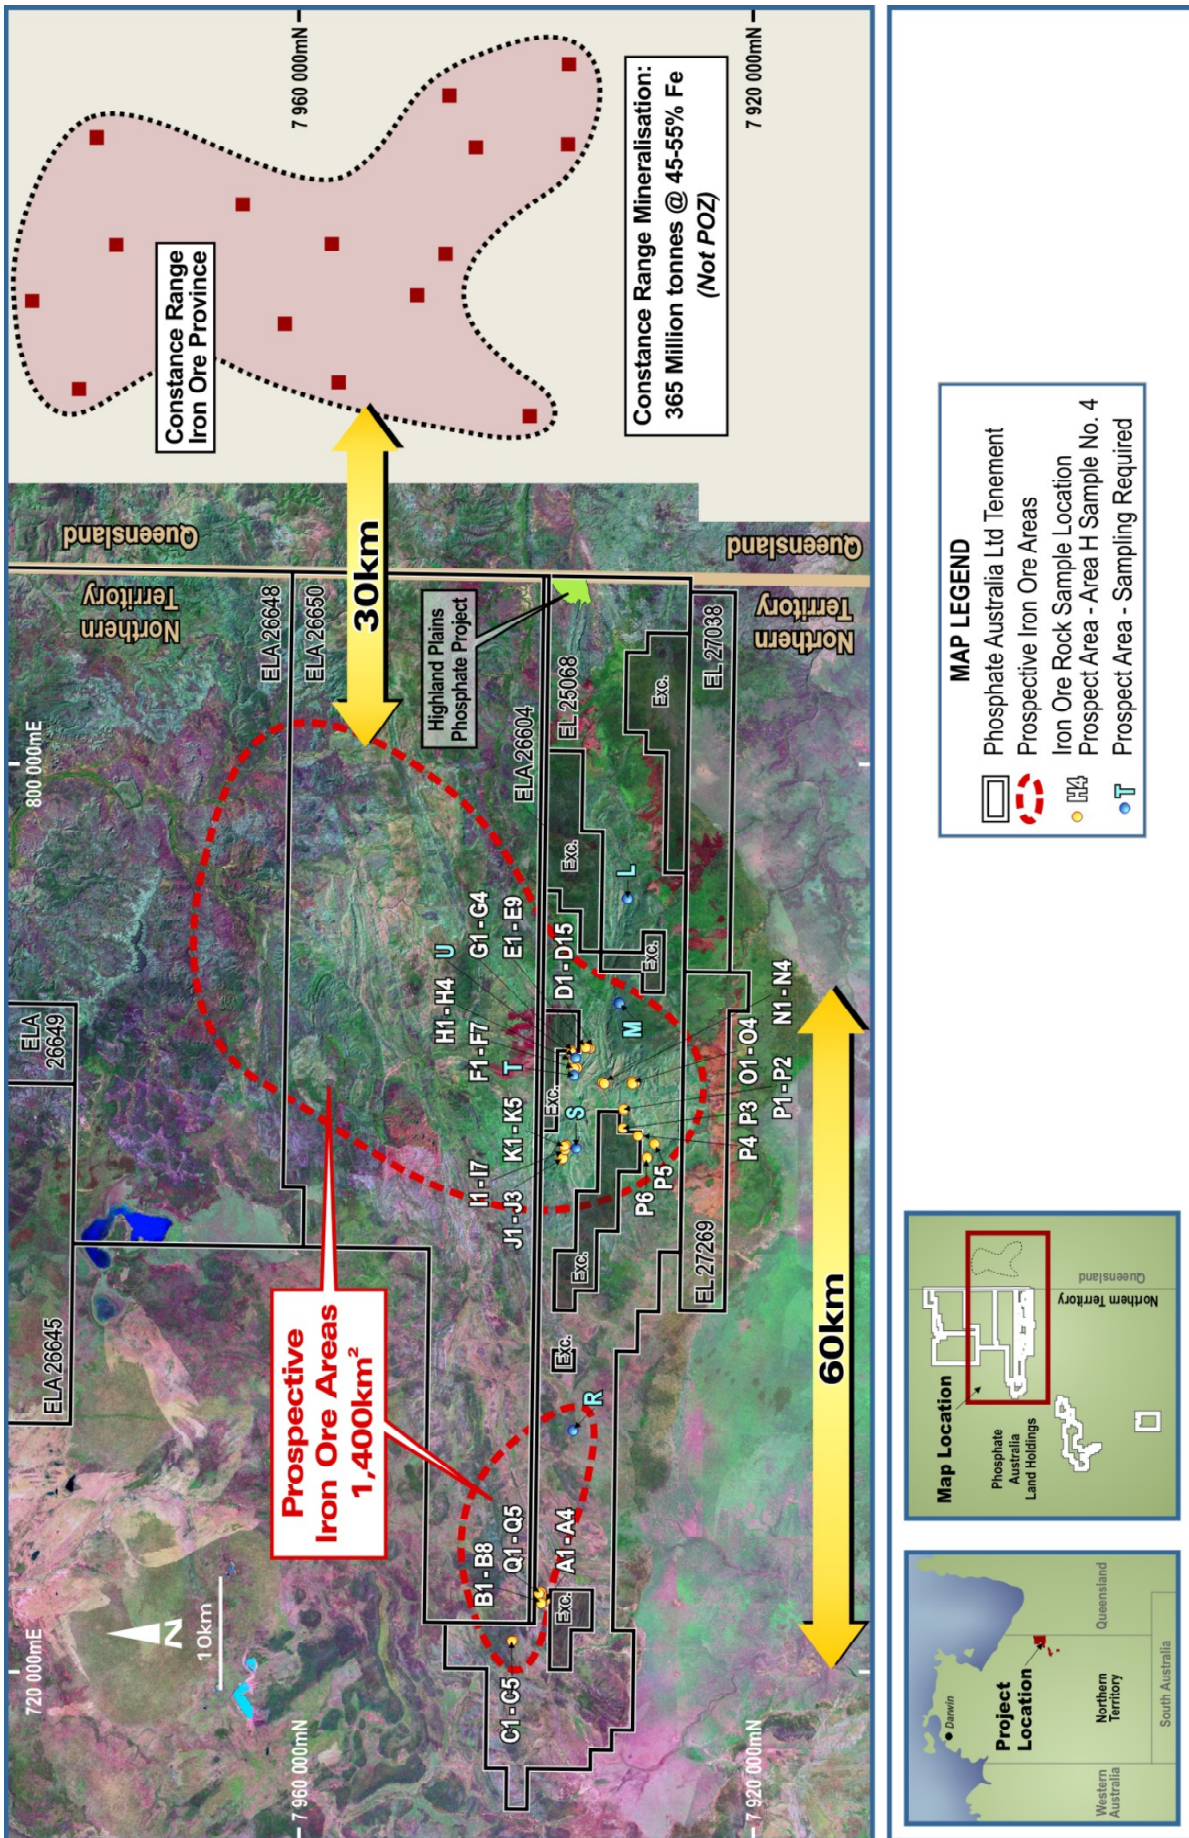 720 000mE
800 000mE
7 960 000mN
7 960 000mN
7 920 000mN
7 920 000mN
N
10km
ELA 26645
ELA
26649
ELA 26648
ELA 26650
Northern
Territory
Queensland
Constance Range
Iron Ore Province
30km
Prospective
Iron Ore Areas
1,400km²
Highland Plains
Phosphate Project
Constance Range Mineralisation:
365 Million tonnes @ 45-55% Fe
(Not POZ)
ELA 26604
EL 25068
B1 - B8
Q1 - Q5
C1 - C5
A1 - A4
R
I1 - I7
J1 - J3
K1 - K5
S
H1 - H4
F1 - F7
T
U
G1 - G4
E1 - E9
D1 - D15
L
M
Exc.
Exc.
Exc.
Exc.
Exc.
Exc.
Exc.
P6
P5
P4
P3
P1 - P2
O1 - O4
N1 - N4
EL 27269
EL 27038
Northern
Territory
Queensland
60km
Darwin
Project
Location
Northern
Territory
Queensland
Western
Australia
South Australia
Map Location
Phosphate
Australia
Land Holdings
Northern Territory
Queensland
MAP LEGEND
Phosphate Australia Ltd Tenement
Prospective Iron Ore Areas
H4 Iron Ore Rock Sample Location
Prospect Area - Area H Sample No. 4
T Prospect Area - Sampling Required